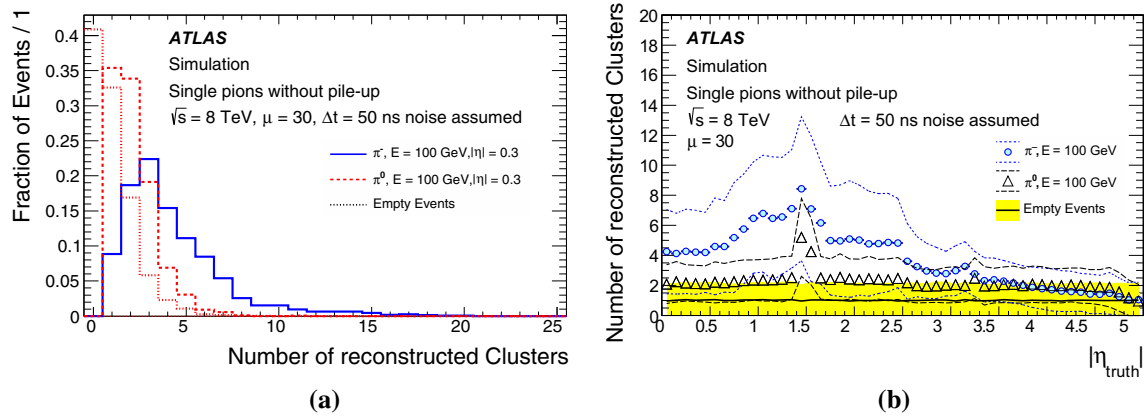 Fraction of Events / 1
0.4
0.35
0.3
0.25
0.2
0.15
0.1
0.05
0
ATLAS
Simulation
Single pions without pile-up
√s = 8 TeV, μ = 30, Δt = 50 ns noise assumed
π⁻, E = 100 GeV,|η| = 0.3
π⁰, E = 100 GeV,|η| = 0.3
Empty Events
0 5 10 15 20 25
Number of reconstructed Clusters
(a)
Number of reconstructed Clusters
20
18
16
14
12
10
8
6
4
2
0
ATLAS
Simulation
Single pions without pile-up
√s = 8 TeV Δt = 50 ns noise assumed
μ = 30
π⁻, E = 100 GeV
π⁰, E = 100 GeV
Empty Events
0 0.5 1 1.5 2 2.5 3 3.5 4 4.5 5
|η_truth|
(b)